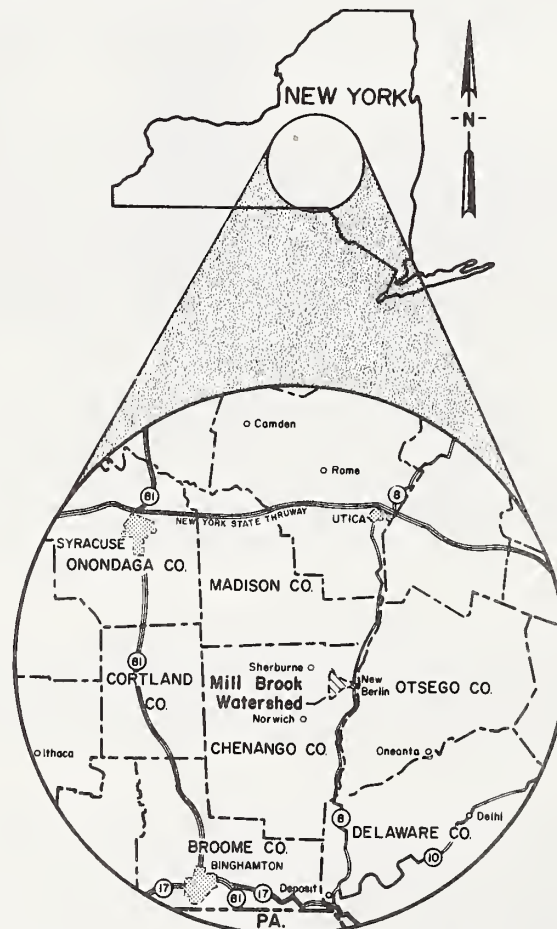 NEW YORK
-N-
Camden
Rome
81
8
NEW YORK STATE THRUWAY
UTICA
SYRACUSE
ONONDAGA CO.
MADISON CO.
81
CORTLAND
CO.
Sherburne
Mill Brook
Watershed
New
Berlin
OTSEGO CO.
Norwich
Ithaca
CHENANGO CO.
Oneonta
8
DELAWARE CO.
Delhi
10
BROOME CO.
BINGHAMTON
17
81
17
Deposit
PA.